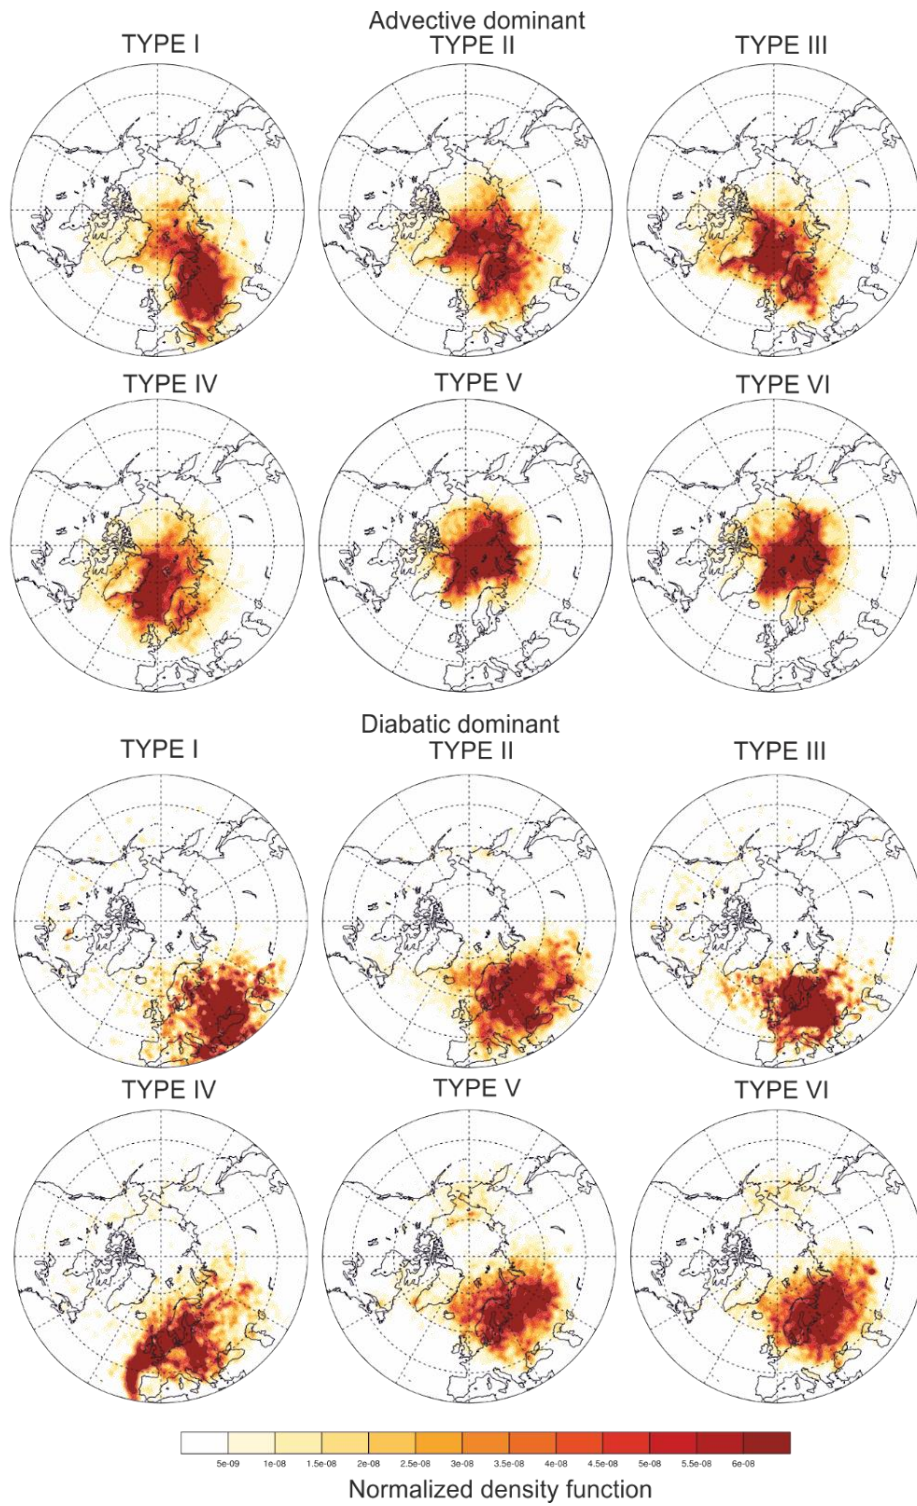 Advective dominant
TYPE I TYPE II TYPE III
TYPE IV TYPE V TYPE VI
Diabatic dominant
TYPE I TYPE II TYPE III
TYPE IV TYPE V TYPE VI
5e-09 1e-08 1.5e-08 2e-08 2.5e-08 3e-08 3.5e-08 4e-08 4.5e-08 5e-08 5.5e-08 6e-08
Normalized density function